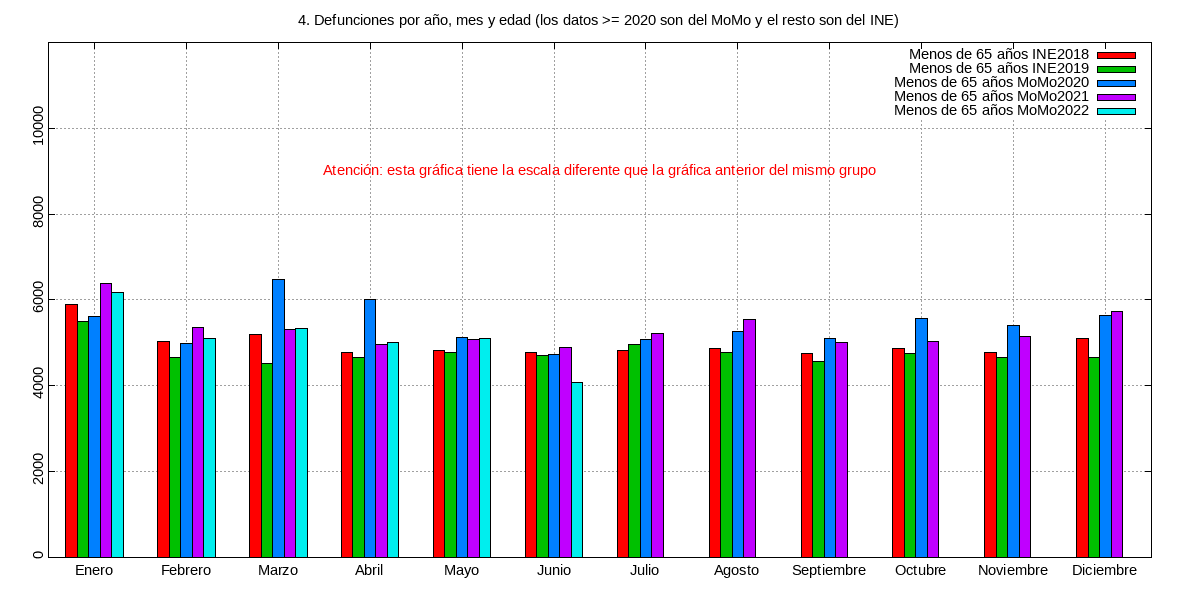 4. Defunciones por año, mes y edad (los datos >= 2020 son del MoMo y el resto son del INE)
Menos de 65 años INE2018
Menos de 65 años INE2019
Menos de 65 años MoMo2020
Menos de 65 años MoMo2021
Menos de 65 años MoMo2022
Atención: esta gráfica tiene la escala diferente que la gráfica anterior del mismo grupo
10000
8000
6000
4000
2000
0
Enero Febrero Marzo Abril Mayo Junio Julio Agosto Septiembre Octubre Noviembre Diciembre